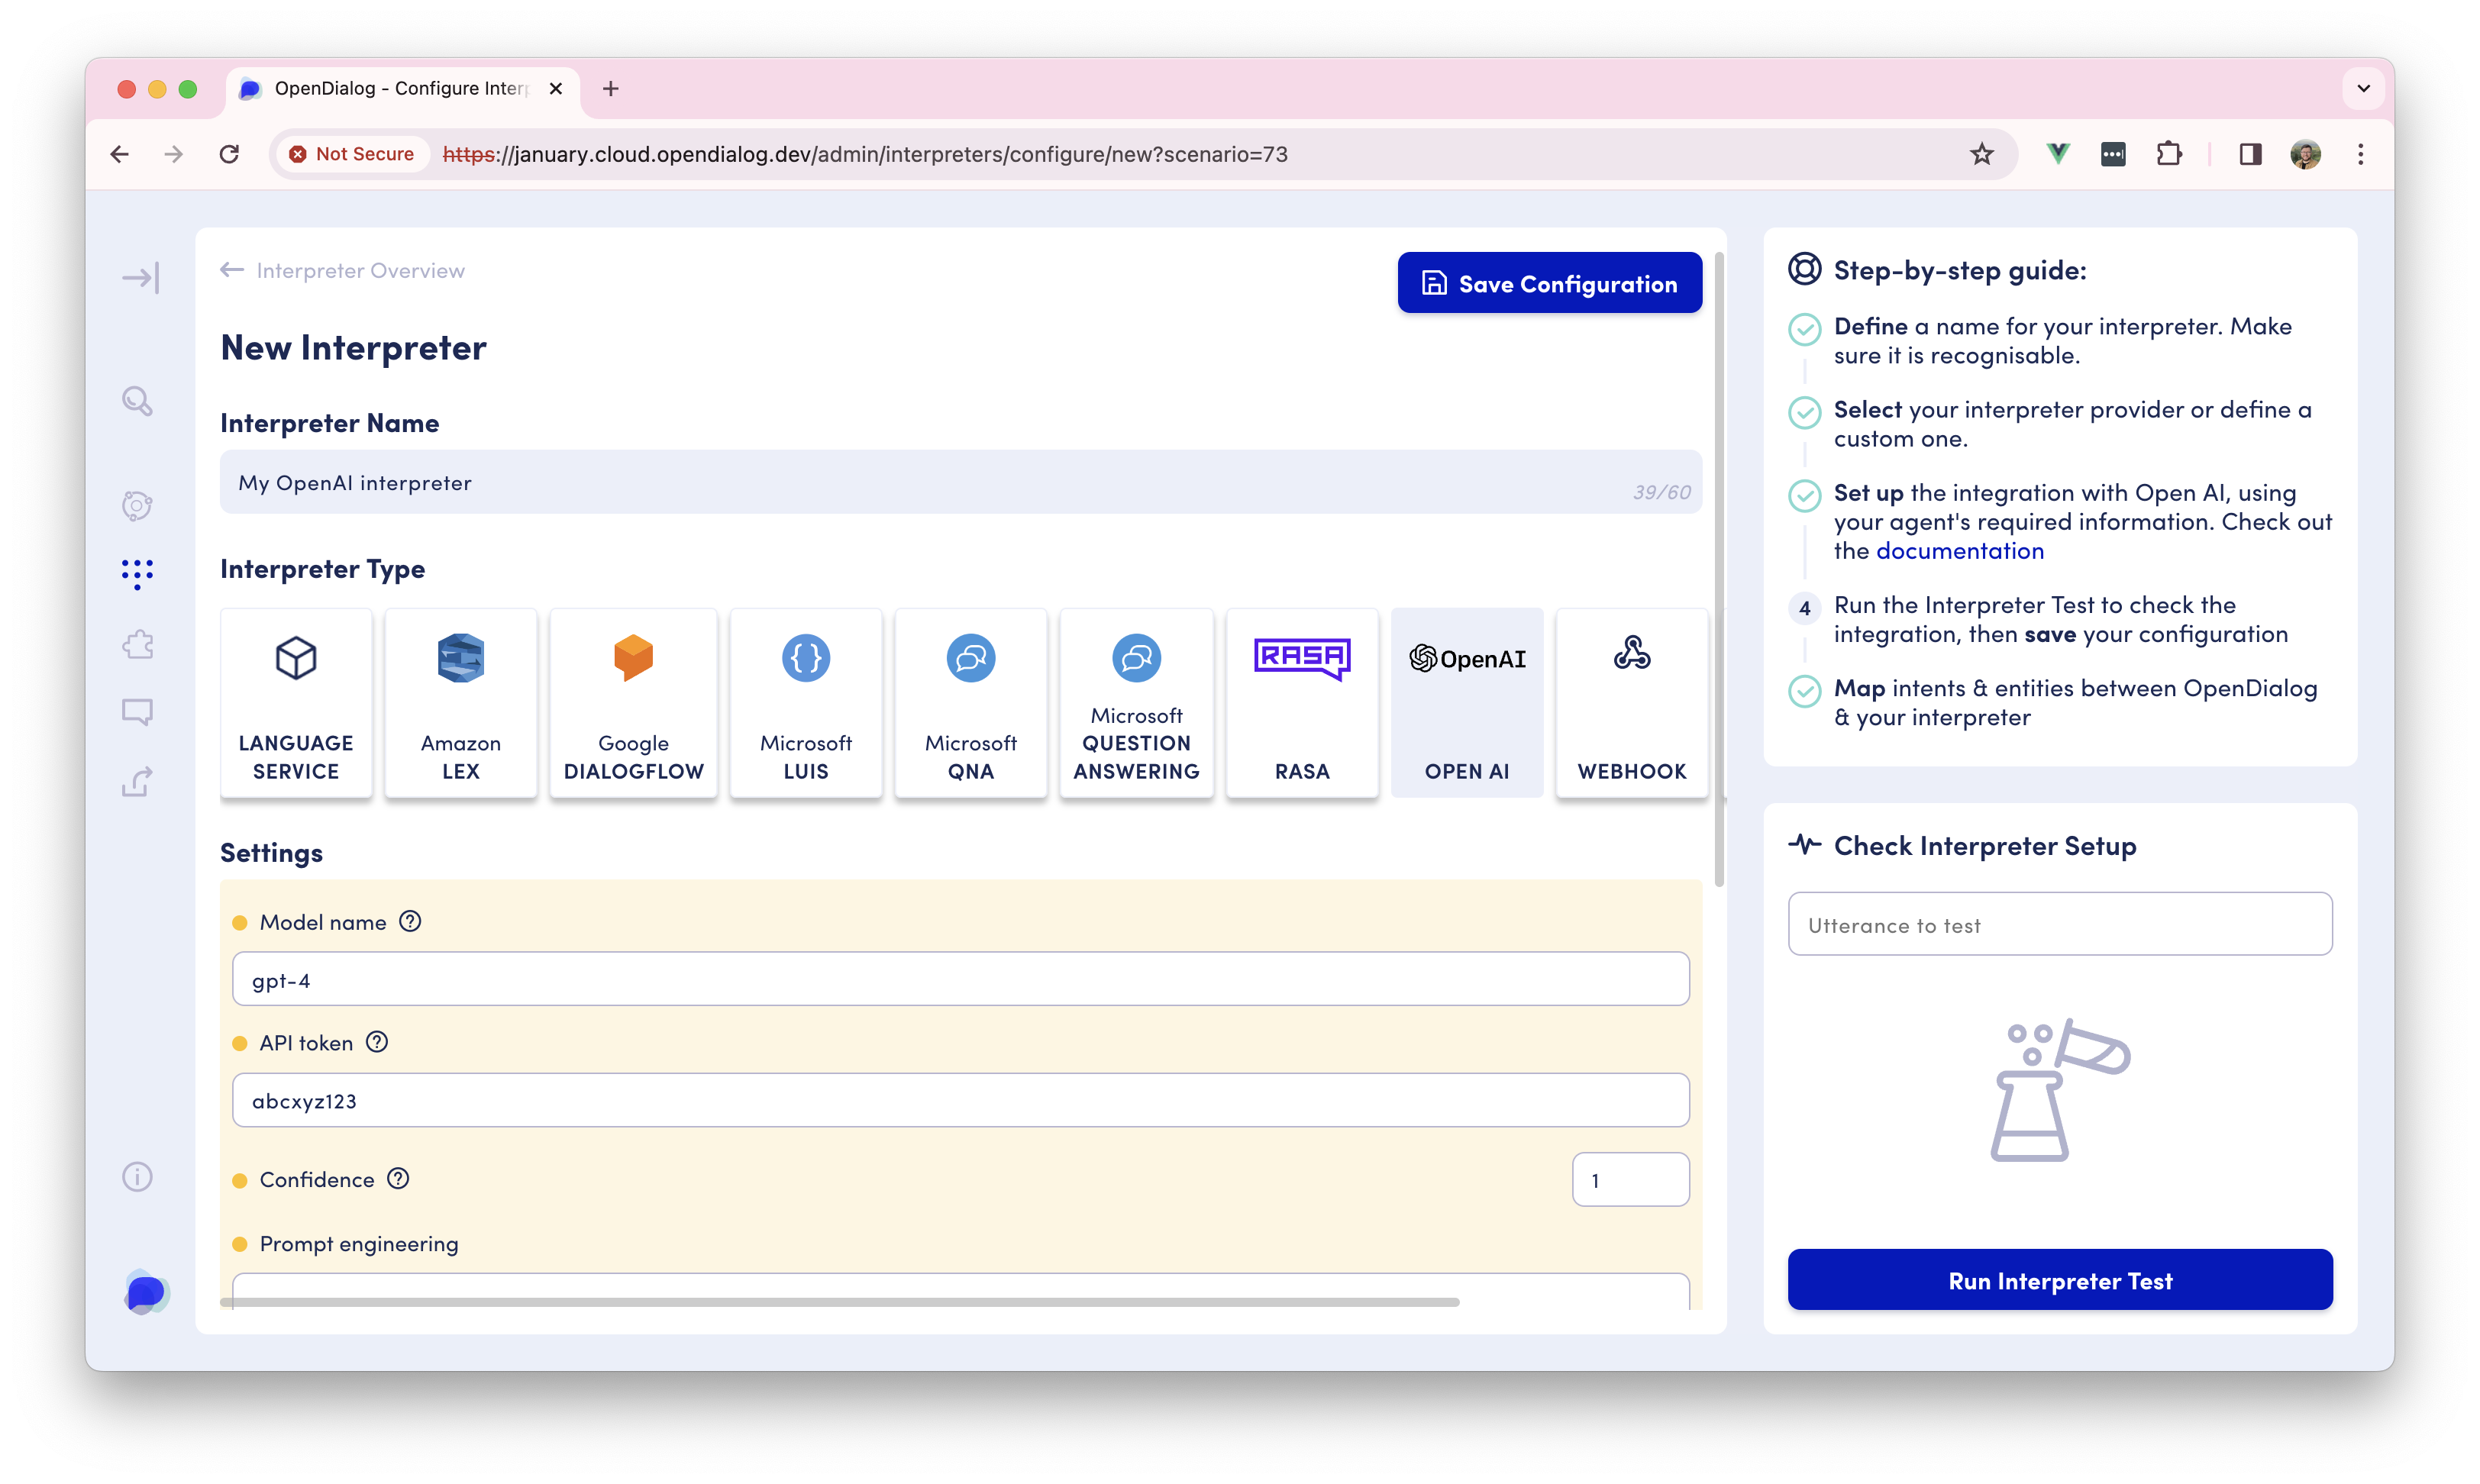 OpenDialog - Configure Interp
Not Secure
https://january.cloud.opendialog.dev/admin/interpreters/configure/new?scenario=73
Interpreter Overview
Save Configuration
New Interpreter
Interpreter Name
My OpenAI interpreter
39/60
Interpreter Type
LANGUAGE
SERVICE
Amazon
LEX
Google
DIALOGFLOW
{}
Microsoft
LUIS
Microsoft
QNA
Microsoft
QUESTION
ANSWERING
RASA
RASA
OpenAI
OPEN AI
WEBHOOK
Settings
Model name
gpt-4
API token
abcxyz123
Confidence
1
Prompt engineering
Step-by-step guide:
Define a name for your interpreter. Make
sure it is recognisable.
Select your interpreter provider or define a
custom one.
Set up the integration with Open AI, using
your agent's required information. Check out
the documentation
4
Run the Interpreter Test to check the
integration, then save your configuration
Map intents & entities between OpenDialog
& your interpreter
Check Interpreter Setup
Utterance to test
Run Interpreter Test